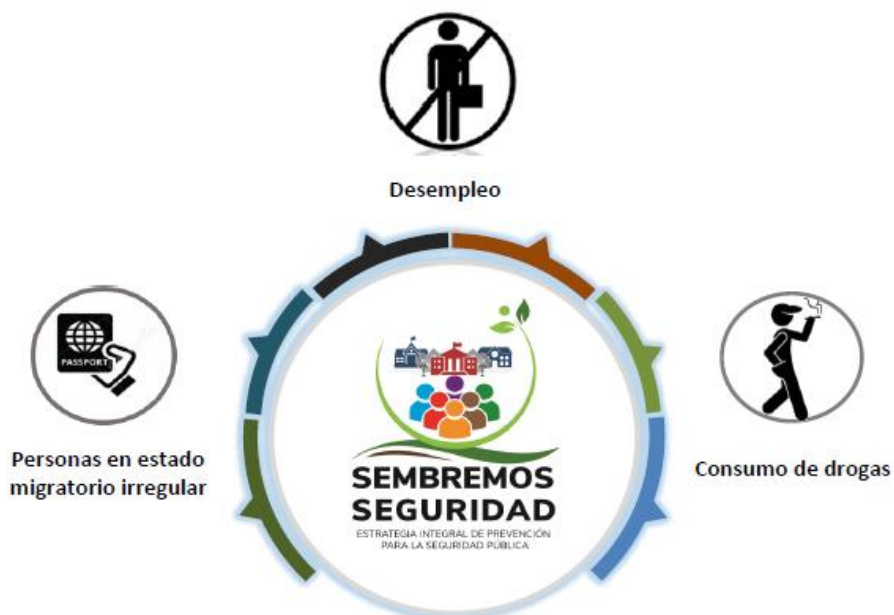 Desempleo
PASSPORT
Personas en estado
migratorio irregular
Consumo de drogas
SEMBREMOS
SEGURIDAD
ESTRATEGIA INTEGRAL DE PREVENCIÓN
PARA LA SEGURIDAD PÚBLICA